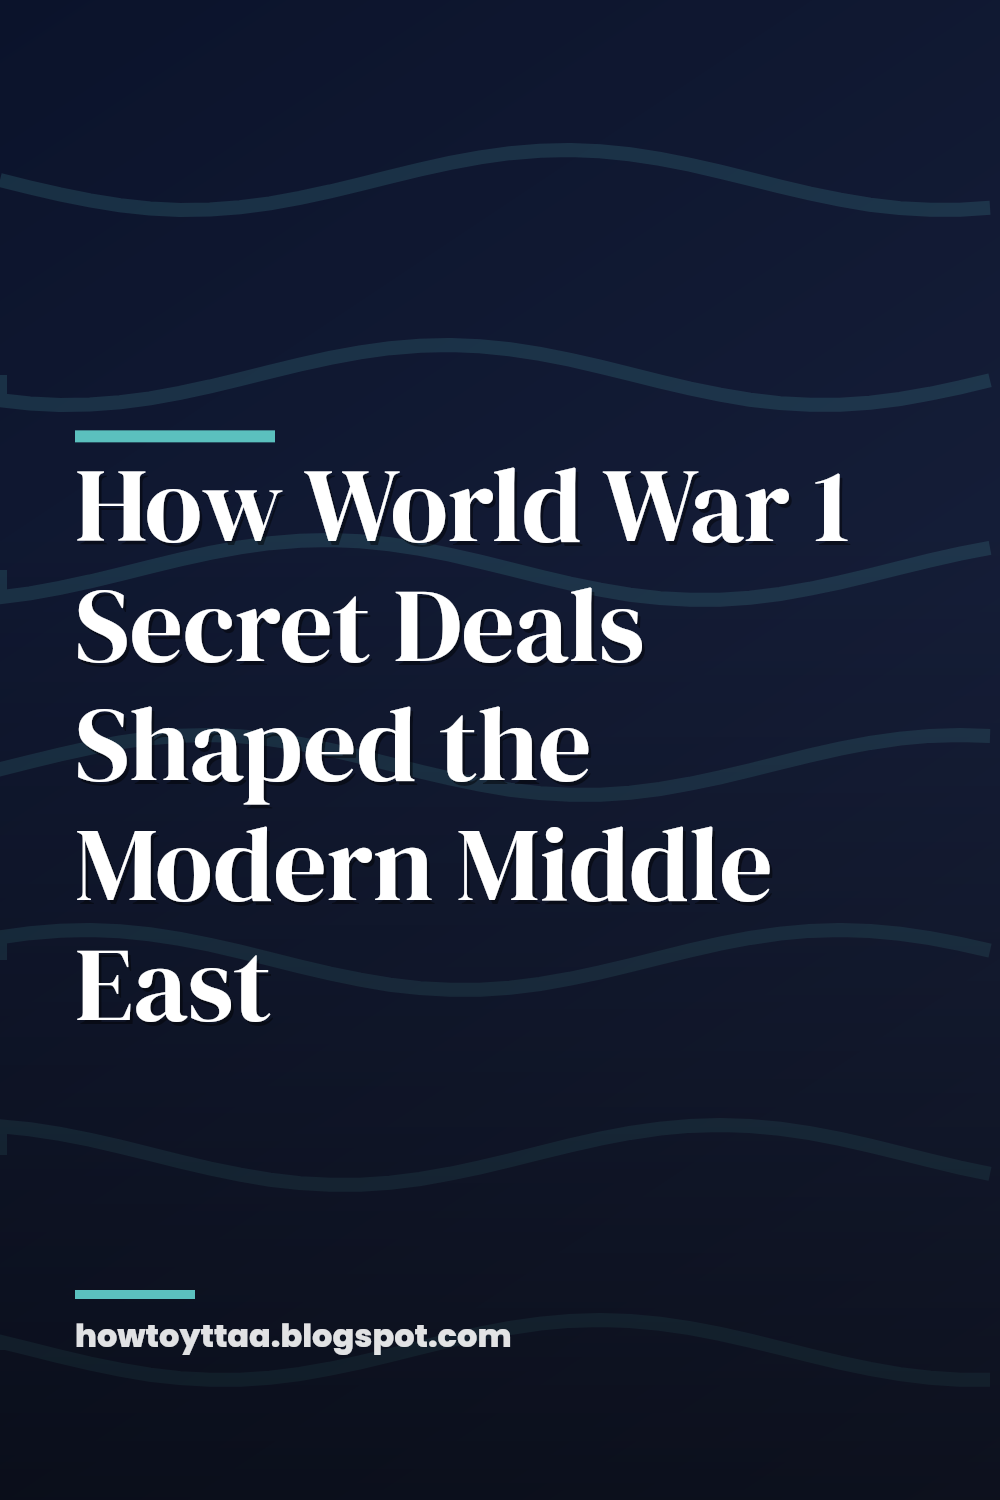 How World War 1
Secret Deals
Shaped the
Modern Middle
East
howtoyttaa.blogspot.com